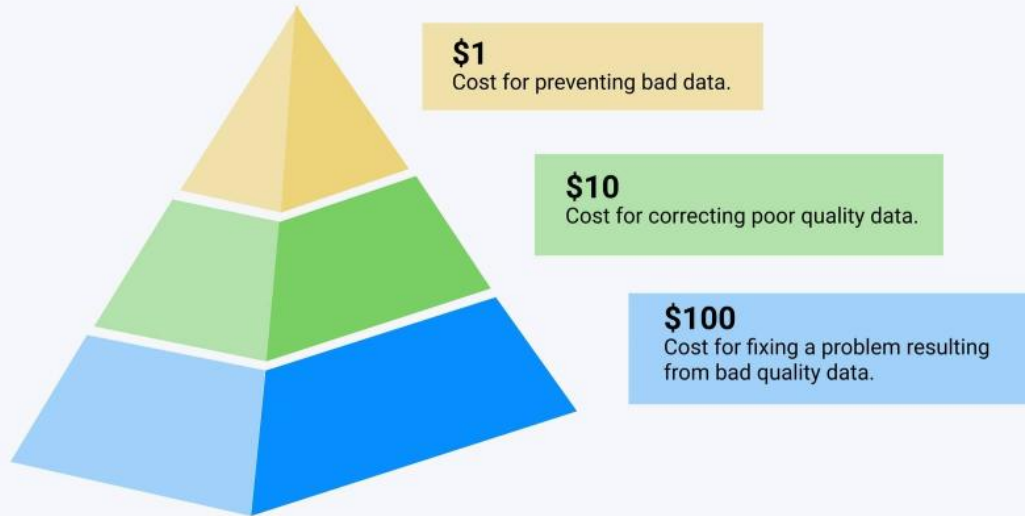 $1
Cost for preventing bad data.
$10
Cost for correcting poor quality data.
$100
Cost for fixing a problem resulting
from bad quality data.